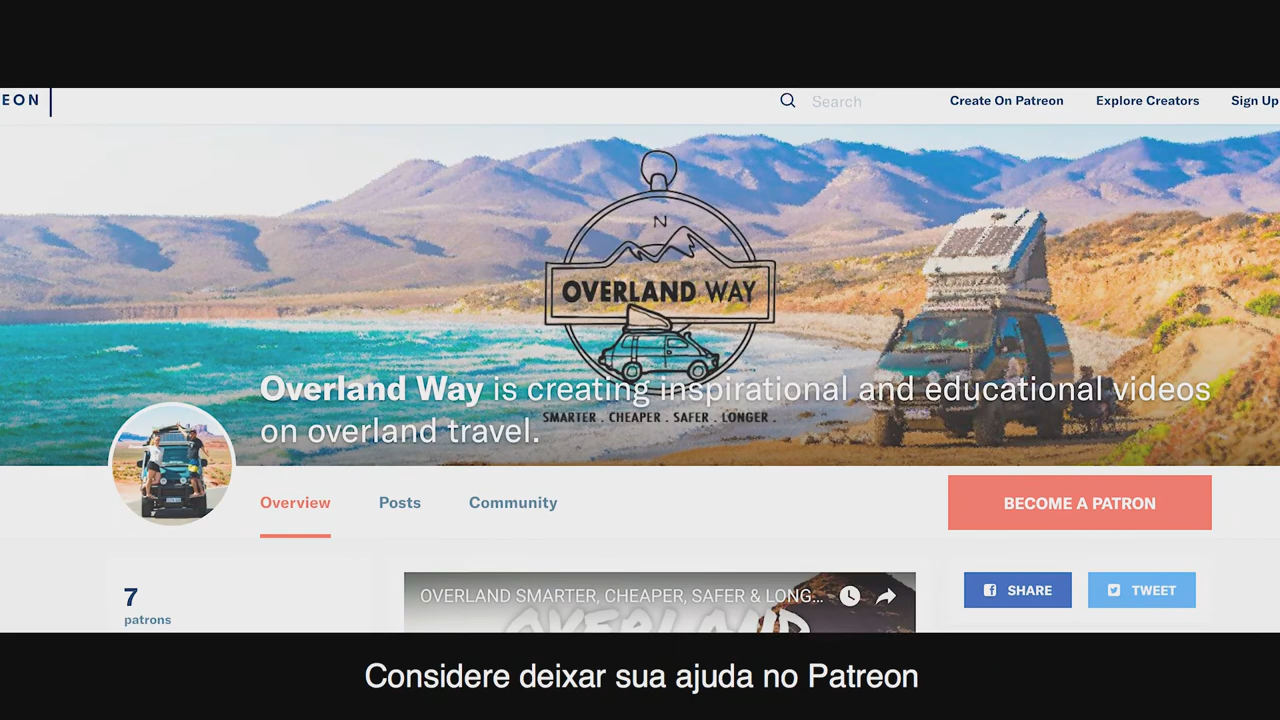 EON
Search
Create On Patreon
Explore Creators
Sign Up
N
OVERLAND WAY
Overland Way is creating inspirational and educational videos
SMARTER . CHEAPER . SAFER . LONGER .
on overland travel.
Overview
Posts
Community
BECOME A PATRON
7
patrons
OVERLAND SMARTER, CHEAPER, SAFER & LONG...
OVERLAND
SHARE
TWEET
Considere deixar sua ajuda no Patreon